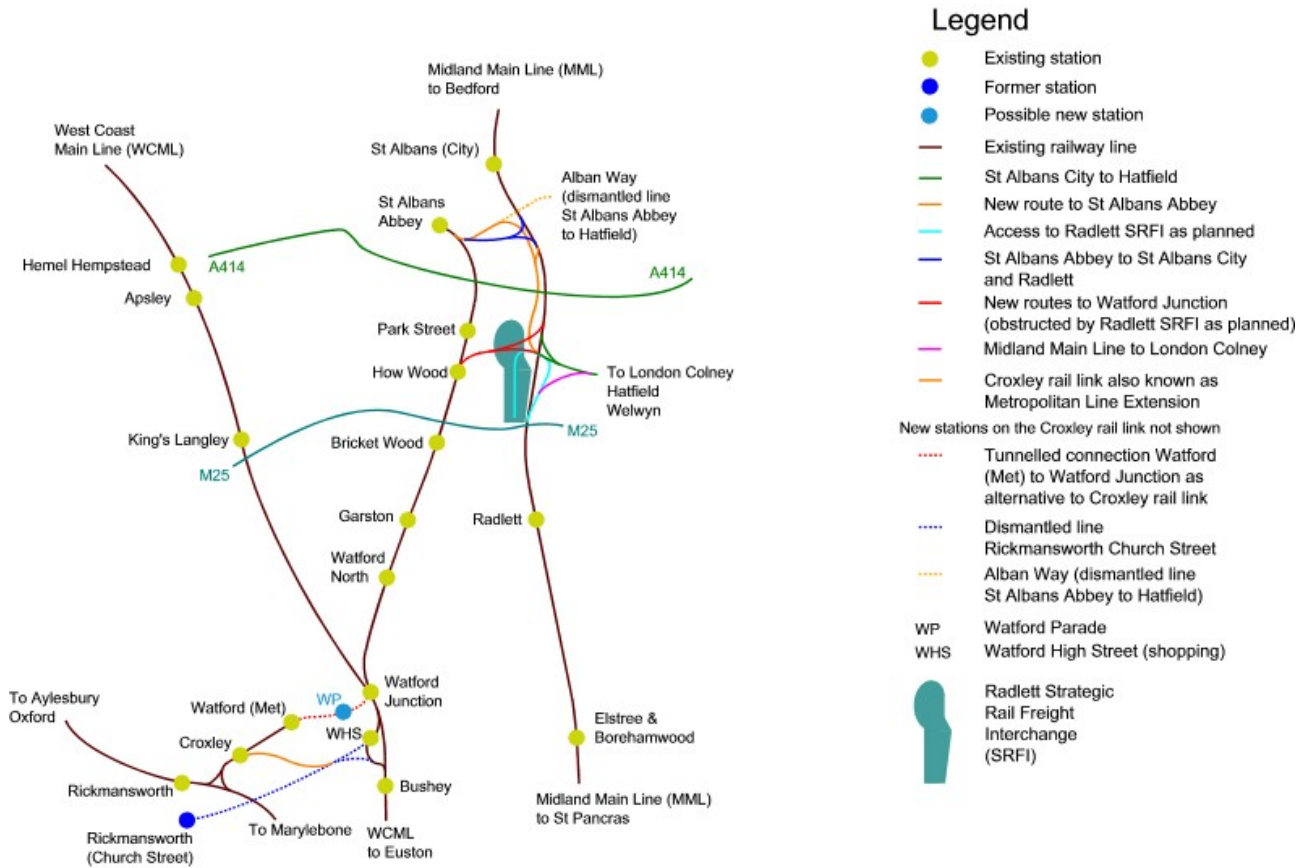 Midland Main Line (MML)
to Bedford
West Coast
Main Line (WCML)
St Albans (City)
Alban Way
(dismantled line
St Albans Abbey
to Hatfield)
St Albans
Abbey
Hemel Hempstead
A414
A414
Apsley
Park Street
How Wood
To London Colney
Hatfield
Welwyn
King's Langley
Bricket Wood
M25
M25
Garston
Radlett
Watford
North
Watford
Junction
WP
Watford (Met)
To Aylesbury
Oxford
WHS
Croxley
Elstree &
Borehamwood
Rickmansworth
Bushey
Rickmansworth
(Church Street)
To Marylebone
WCML
to Euston
Midland Main Line (MML)
to St Pancras
Legend
Existing station
Former station
Possible new station
Existing railway line
St Albans City to Hatfield
New route to St Albans Abbey
Access to Radlett SRFI as planned
St Albans Abbey to St Albans City
and Radlett
New routes to Watford Junction
(obstructed by Radlett SRFI as planned)
Midland Main Line to London Colney
Croxley rail link also known as
Metropolitan Line Extension
New stations on the Croxley rail link not shown
Tunnelled connection Watford
(Met) to Watford Junction as
alternative to Croxley rail link
Dismantled line
Rickmansworth Church Street
Alban Way (dismantled line
St Albans Abbey to Hatfield)
WP Watford Parade
WHS Watford High Street (shopping)
Radlett Strategic
Rail Freight
Interchange
(SRFI)